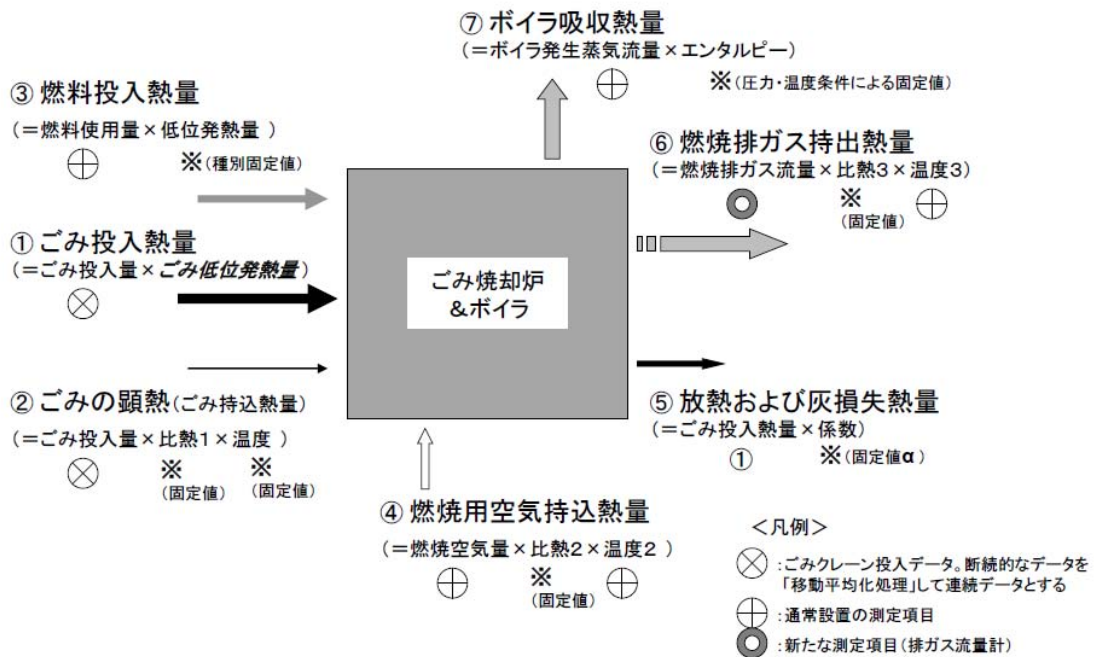 ⑦ ボイラ吸収熱量
(=ボイラ発生蒸気流量×エンタルピー)
※(圧力・温度条件による固定値)
③ 燃料投入熱量
(=燃料使用量×低位発熱量 )
※(種別固定値)
⑥ 燃焼排ガス持出熱量
(=燃焼排ガス流量×比熱3×温度3)
※
(固定値)
① ごみ投入熱量
(=ごみ投入量×ごみ低位発熱量)
ごみ焼却炉
&ボイラ
② ごみの顕熱(ごみ持込熱量)
(=ごみ投入量×比熱1×温度 )
※ ※
(固定値) (固定値)
⑤ 放熱および灰損失熱量
(=ごみ投入熱量×係数)
① ※(固定値α )
④ 燃焼用空気持込熱量
(=燃焼空気量×比熱2×温度2 )
※
(固定値)
<凡例>
:ごみクレーン投入データ。断続的なデータを
「移動平均化処理」して連続データとする
:通常設置の測定項目
:新たな測定項目(排ガス流量計)